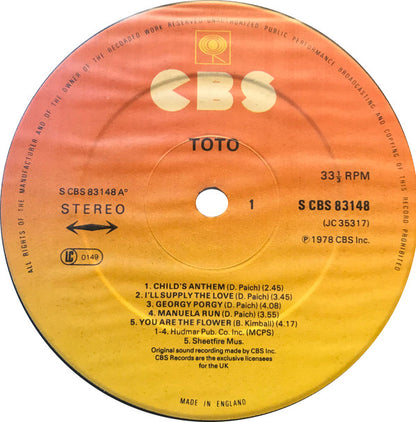 ALL RIGHTS OF THE MANUFACTURER AND OF THE OWNER OF THE RECORDED WORK RESERVED UNAUTHORIZED PUBLIC PERFORMANCE BROADCASTING AND COPYING OF THIS RECORD PROHIBITED
CBS
TOTO
33⅓ RPM
S CBS 83148 A°
STEREO
1
S CBS 83148
(JC 35317)
℗ 1978 CBS Inc.
LC 0149
1. CHILD'S ANTHEM (D. Paich) (2.45)
2. I'LL SUPPLY THE LOVE (D. Paich) (3.45)
3. GEORGY PORGY (D. Paich) (4.08)
4. MANUELA RUN (D. Paich) (3.55)
5. YOU ARE THE FLOWER (B. Kimball) (4.17)
1-4. Hudmar Pub. Co. Inc. (MCPS)
5. Sheetfire Mus.
Original sound recording made by CBS Inc.
CBS Records are the exclusive licensees
for the UK
MADE IN ENGLAND